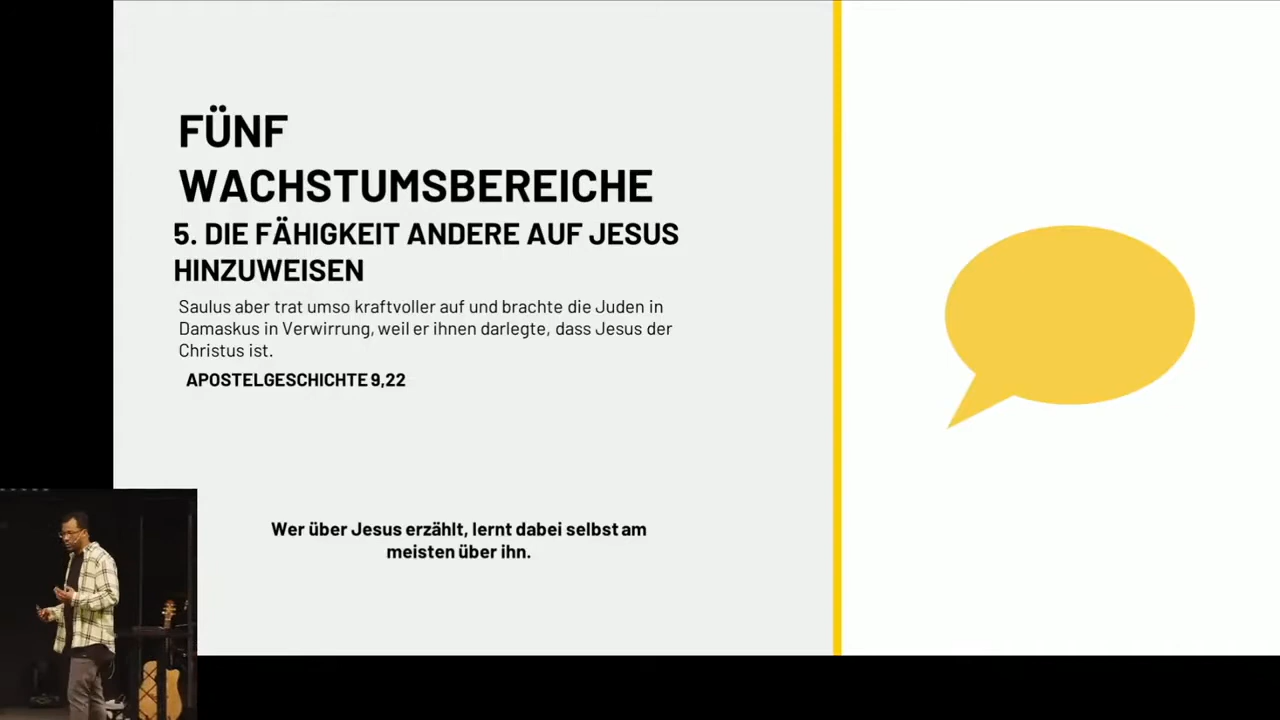 FÜNF
WACHSTUMSBEREICHE
5. DIE FÄHIGKEIT ANDERE AUF JESUS
HINZUWEISEN
Saulus aber trat umso kraftvoller auf und brachte die Juden in
Damaskus in Verwirrung, weil er ihnen darlegte, dass Jesus der
Christus ist.
APOSTELGESCHICHTE 9,22
Wer über Jesus erzählt, lernt dabei selbst am
meisten über ihn.